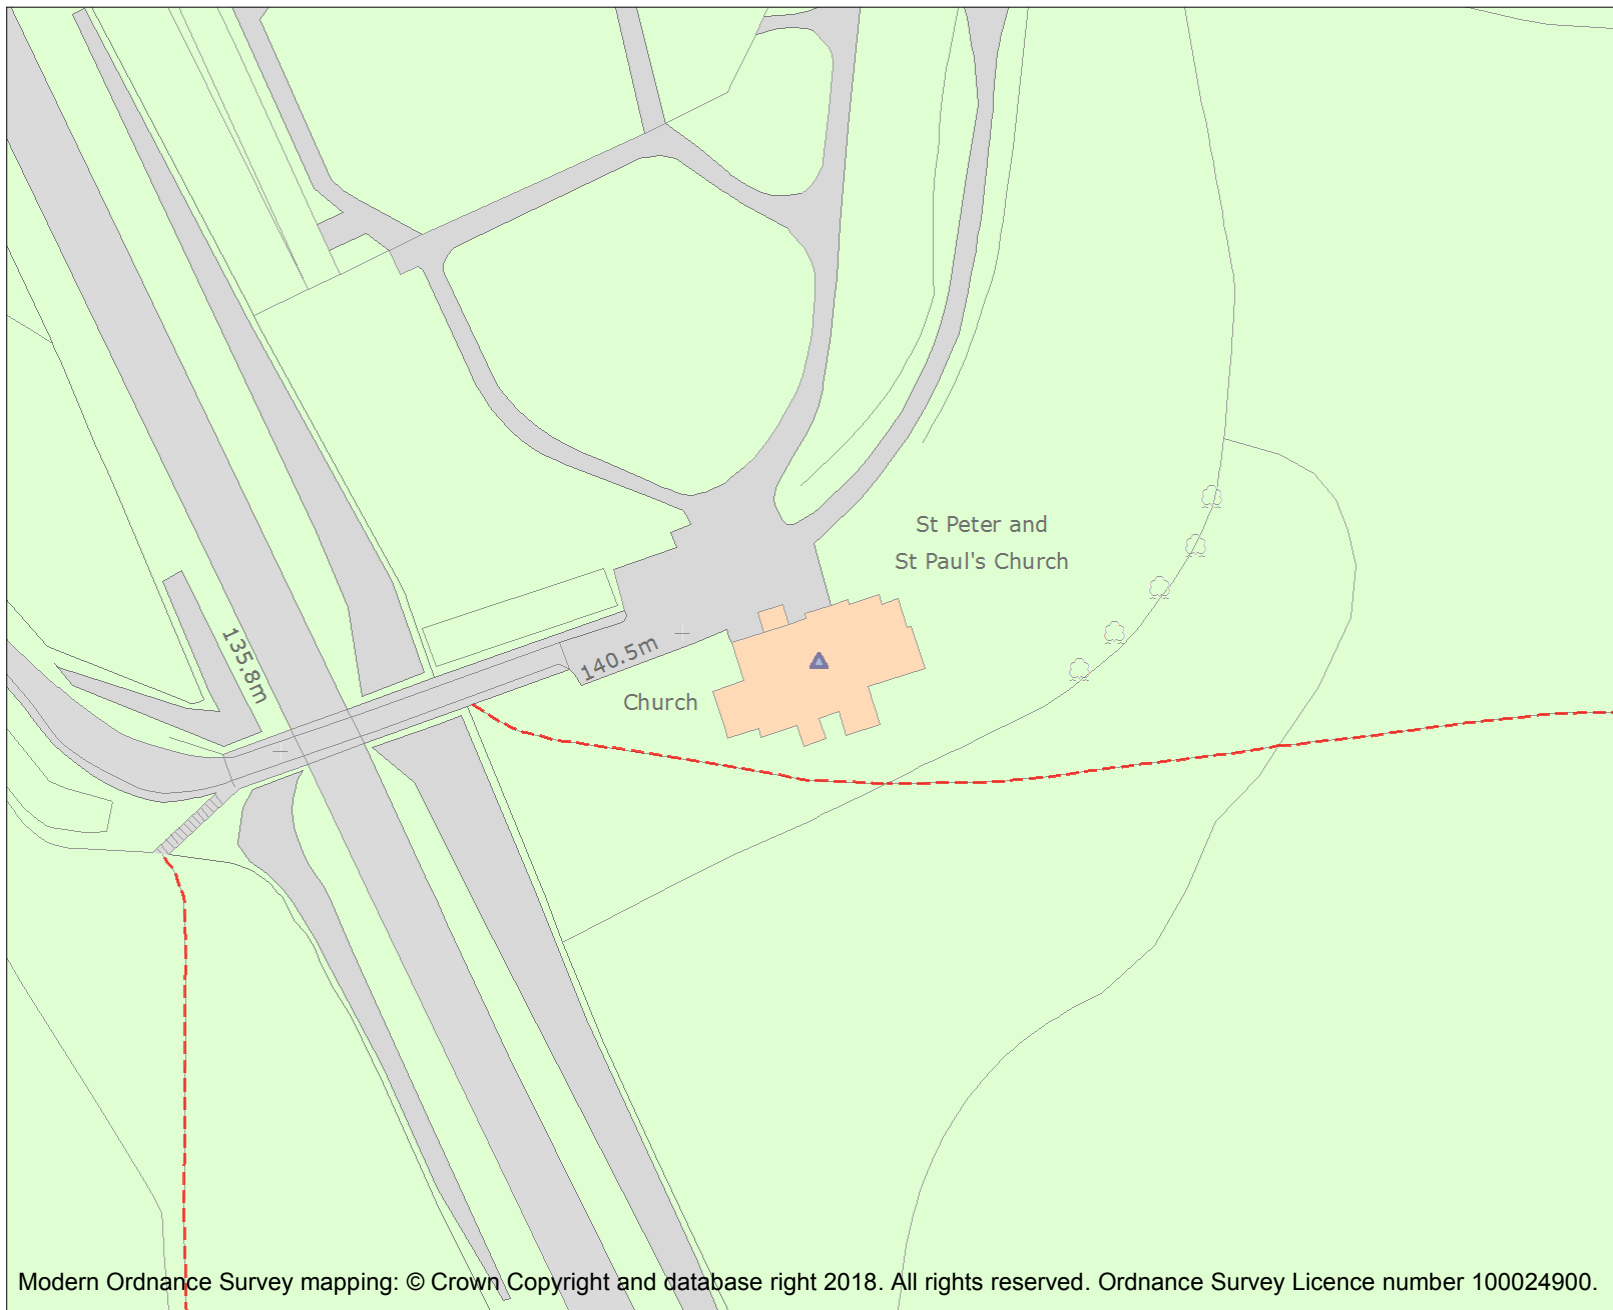 St Peter and
St Paul's Church
135.8m
140.5m
Church
Modern Ordnance Survey mapping: © Crown Copyright and database right 2018. All rights reserved. Ordnance Survey Licence number 100024900.